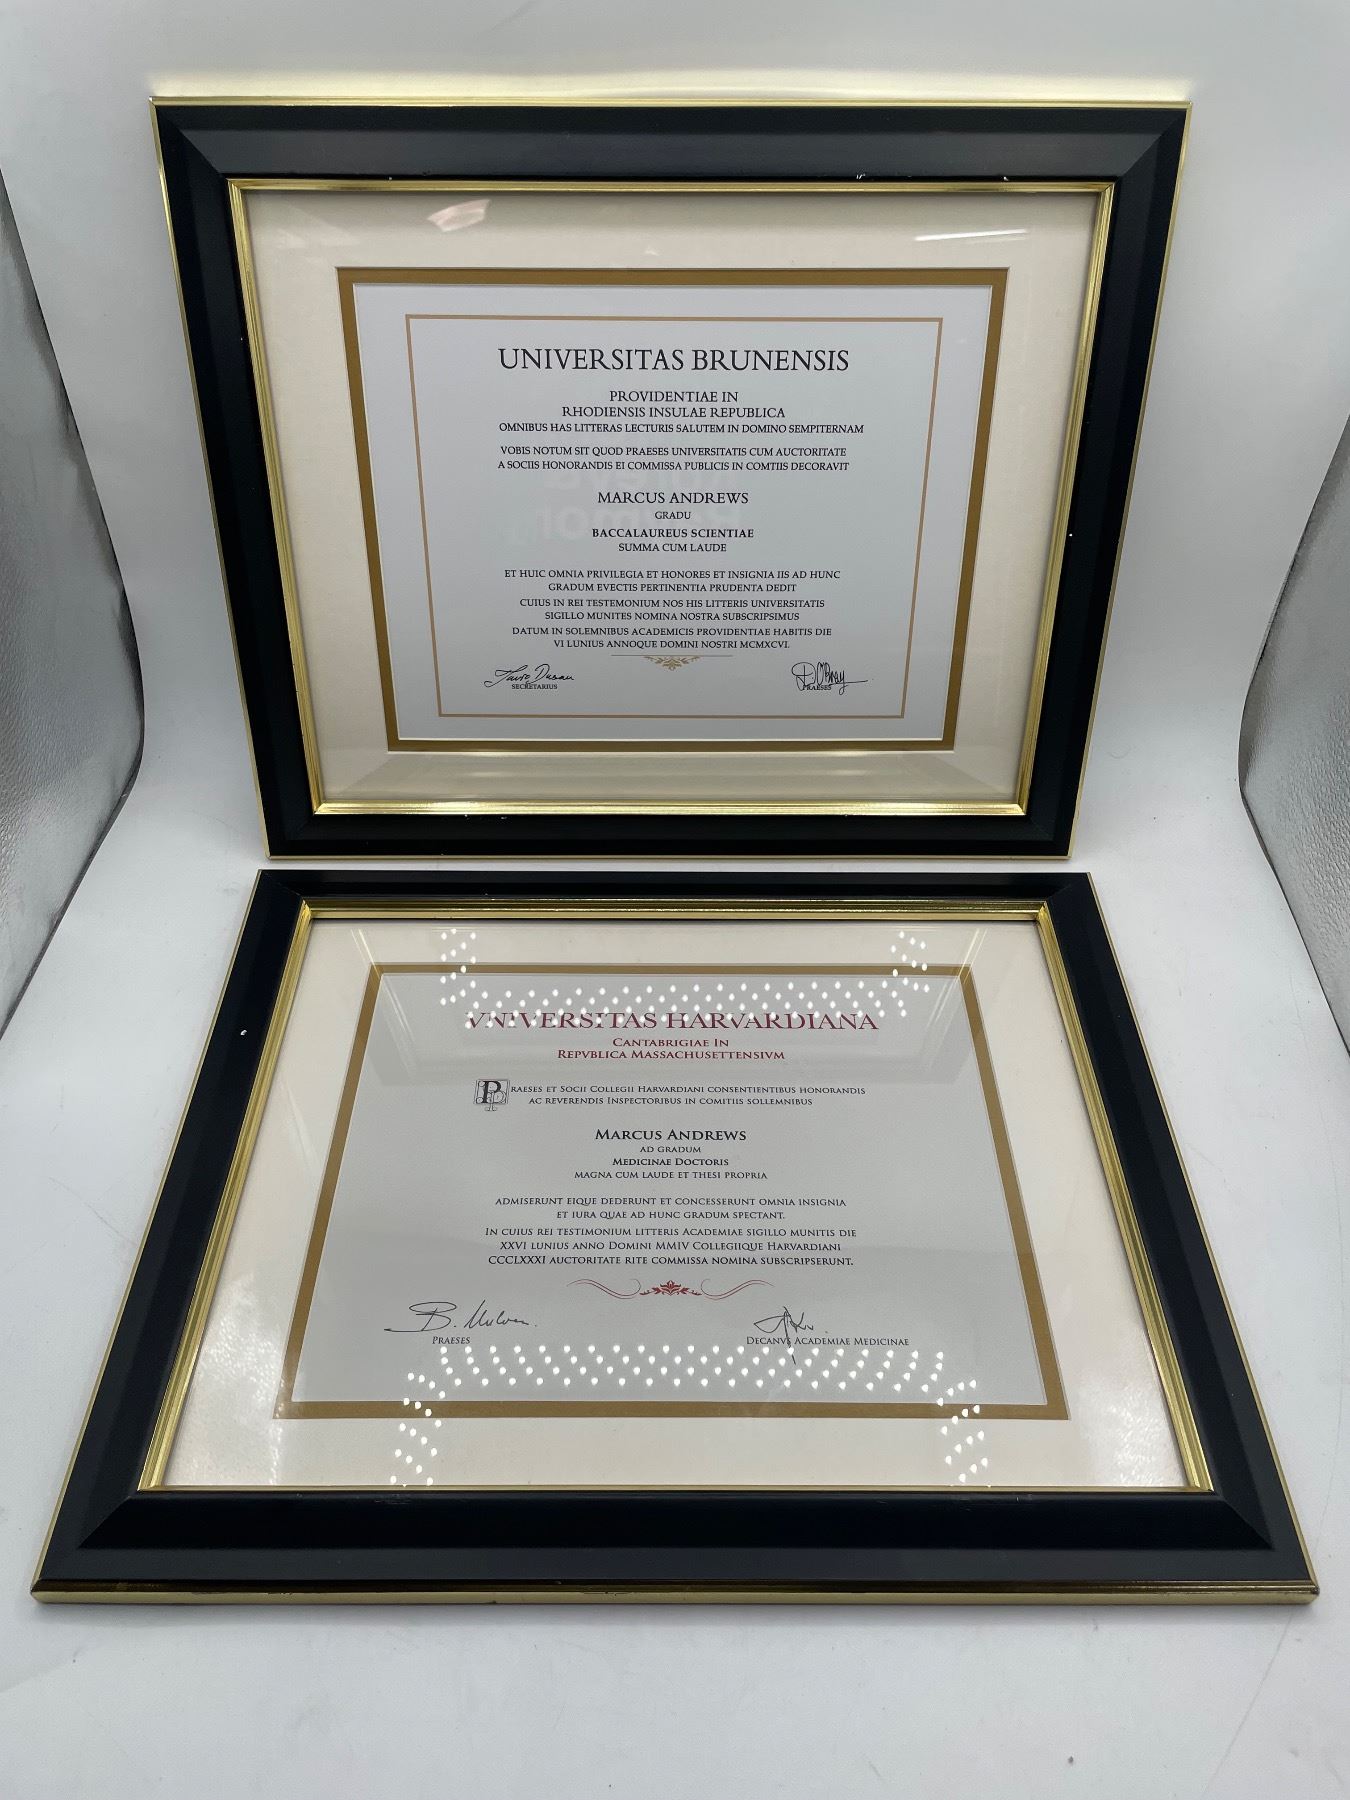 UNIVERSITAS BRUNENSIS
PROVIDENTIAE IN
RHODIENSIS INSULAE REPUBLICA
OMNIBUS HAS LITTERAS LECTURIS SALUTEM IN DOMINO SEMPITERNAM
VOBIS NOTUM SIT QUOD PRAESES UNIVERSITATIS CUM AUCTORITATE
A SOCIIS HONORANDIS EI COMMISSA PUBLICIS IN COMTIIS DECORAVIT
MARCUS ANDREWS
GRADU
BACCALAUREUS SCIENTIAE
SUMMA CUM LAUDE
ET HUIC OMNIA PRIVILEGIA ET HONORES ET INSIGNIA IIS AD HUNC
GRADUM EVECTIS PERTINENTIA PRUDENTA DEDIT
CUIUS IN REI TESTEMONIUM NOS HIS LITTERIS UNIVERSITATIS
SIGILLO MUNITES NOMINA NOSTRA SUBSCRIPSIMUS
DATUM IN SOLEMNIBUS ACADEMICIS PROVIDENTIAE HABITIS DIE
VI LUNIUS ANNOQUE DOMINI NOSTRI MCMXCVI.
SECRETARIUS
PRAESES
VNIVERSITAS HARVARDIANA
CANTABRIGIAE IN
REPVBLICA MASSACHUSETTENSIVM
PRAESES ET SOCII COLLEGII HARVARDIANI CONSENTIENTIBUS HONORANDIS
AC REVERENDIS INSPECTORIBUS IN COMITIIS SOLLEMNIBUS
MARCUS ANDREWS
AD GRADUM
MEDICINAE DOCTORIS
MAGNA CUM LAUDE ET THESI PROPRIA
ADMISERUNT EIQUE DEDERUNT ET CONCESSERUNT OMNIA INSIGNIA
ET IURA QUAE AD HUNC GRADUM SPECTANT.
IN CUIUS REI TESTIMONIUM LITTERIS ACADEMIAE SIGILLO MUNITIS DIE
XXVI LUNIUS ANNO DOMINI MMIV COLLEGIIQUE HARVARDIANI
CCCLXXXI AUCTORITATE RITE COMMISSA NOMINA SUBSCRIPSERUNT.
PRAESES
DECANVS ACADEMIAE MEDICINAE